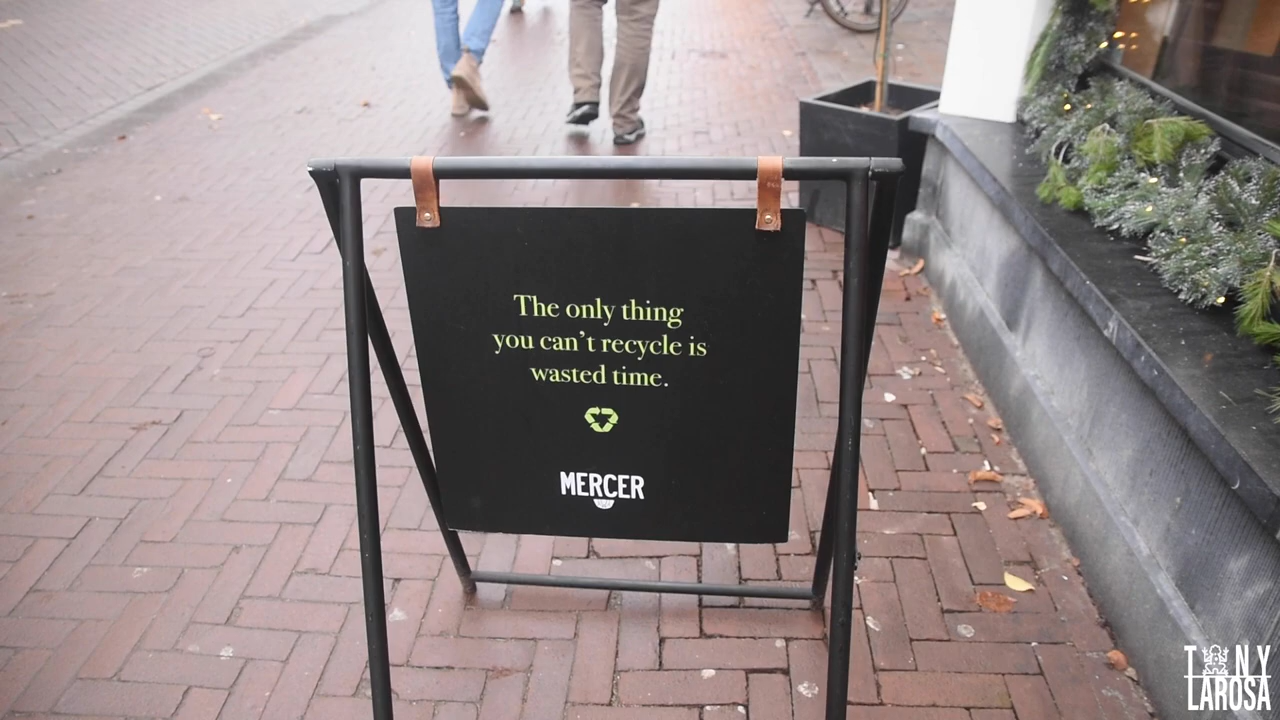 The only thing
you can't recycle is
wasted time.
MERCER
TONY
LAROSA